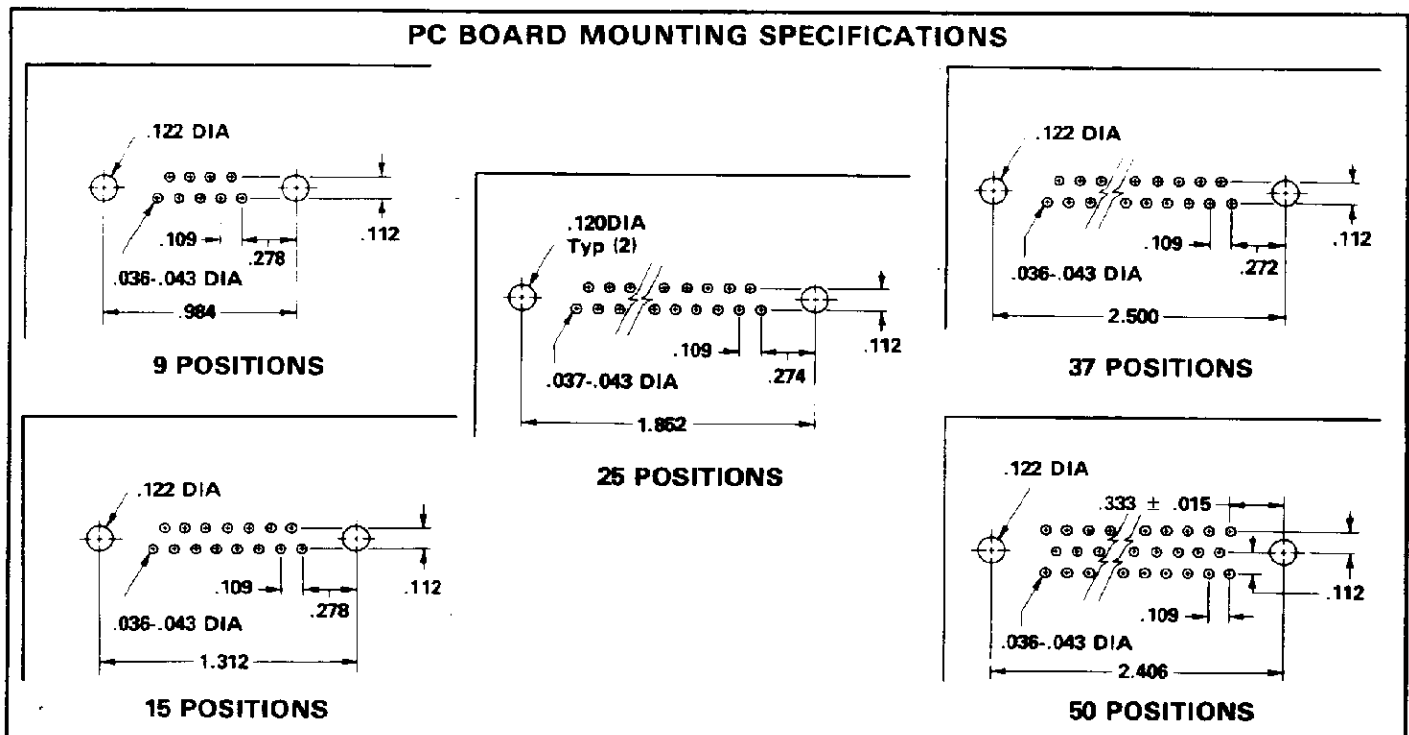 PC BOARD MOUNTING SPECIFICATIONS
.122 DIA
.109
.278
.112
.036-.043 DIA
.984
9 POSITIONS
.122 DIA
.109
.278
.112
.036-.043 DIA
1.312
15 POSITIONS
.120DIA
Typ (2)
.109
.274
.112
.037-.043 DIA
1.852
25 POSITIONS
.122 DIA
.109
.272
.112
.036-.043 DIA
2.500
37 POSITIONS
.122 DIA
.333 ± .015
.112
.109
.036-.043 DIA
2.406
50 POSITIONS